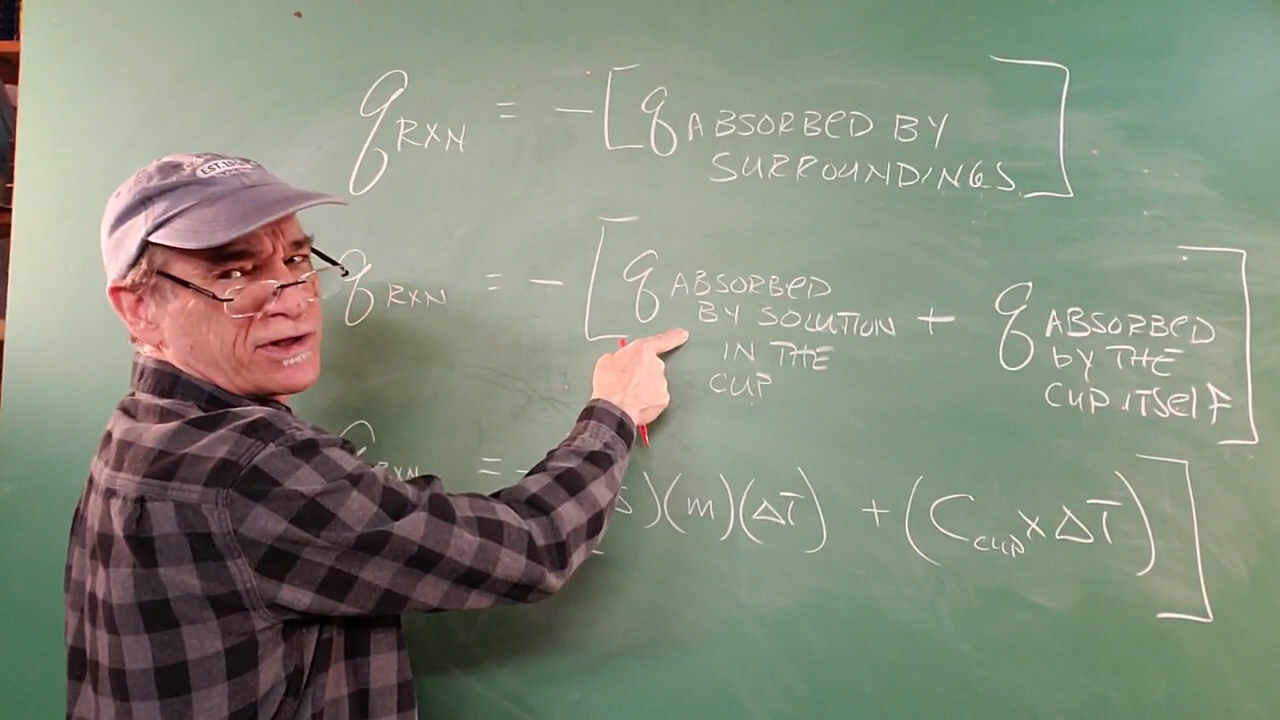 EST. 
q RXN = - [ q ABSORBED BY
SURROUNDINGS ]
q RXN = - [ q ABSORBED
BY SOLUTION
IN THE
CUP + q ABSORBED
BY THE
CUP ITSELF ]
RXN = - s )(m)(ΔT) + (C CUP x ΔT) ]